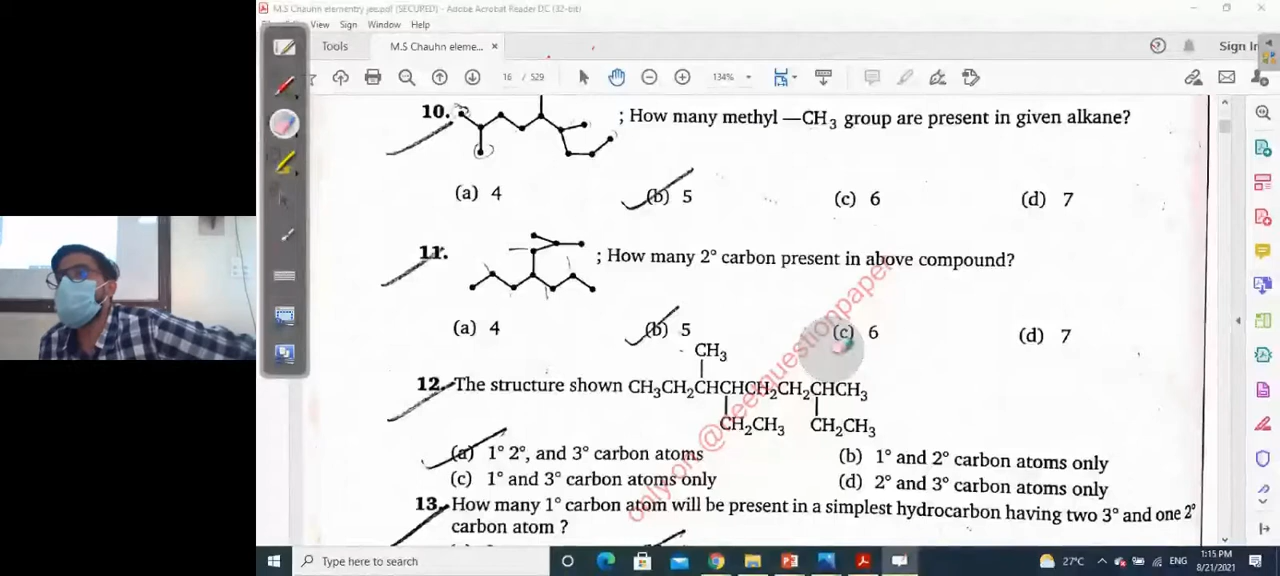 M.S Chauhn elementry jee.pdf [SECURED] - Adobe Acrobat Reader DC (32-bit)
View Sign Window Help
Tools M.S Chauhn eleme... × Sign In
16 / 529 134%
10. ; How many methyl —CH3 group are present in given alkane?
(a) 4 (b) 5 (c) 6 (d) 7
11. ; How many 2° carbon present in above compound?
(a) 4 (b) 5 (c) 6 (d) 7
CH3
12. The structure shown CH3CH2CHCHCH2CH2CHCH3
CH2CH3 CH2CH3
(a) 1° 2°, and 3° carbon atoms (b) 1° and 2° carbon atoms only
(c) 1° and 3° carbon atoms only (d) 2° and 3° carbon atoms only
13. How many 1° carbon atom will be present in a simplest hydrocarbon having two 3° and one 2°
carbon atom ?
only on @jeequestionpaper
Type here to search 27°C ENG 1:15 PM
8/21/2021